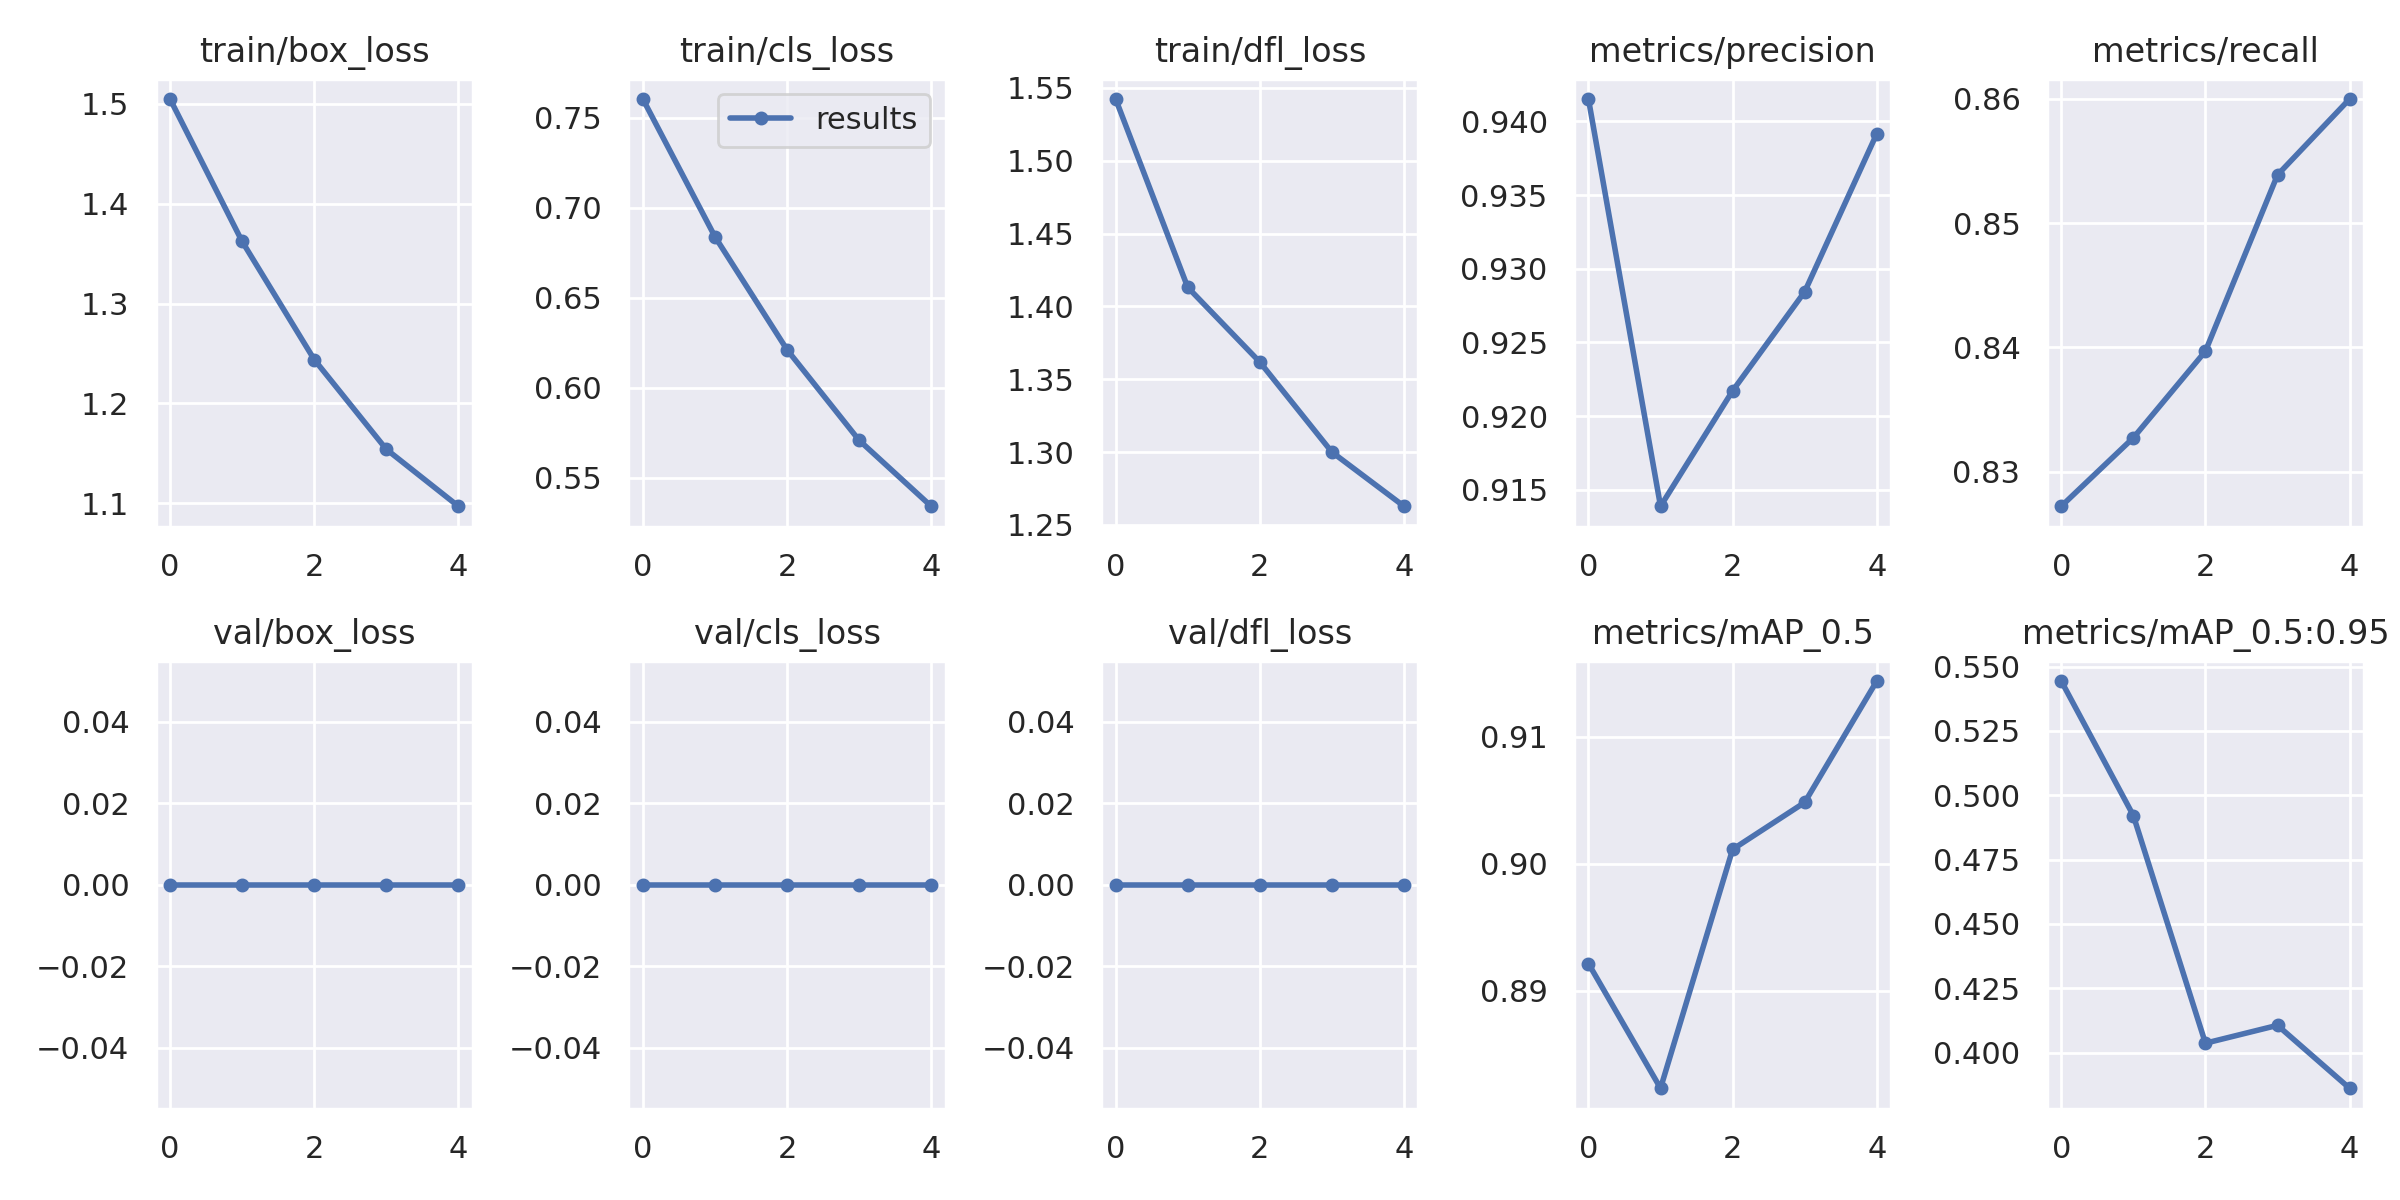 train/box_loss
1.5
1.4
1.3
1.2
1.1
0 2 4
train/cls_loss
results
0.75
0.70
0.65
0.60
0.55
0 2 4
train/dfl_loss
1.55
1.50
1.45
1.40
1.35
1.30
1.25
0 2 4
metrics/precision
0.940
0.935
0.930
0.925
0.920
0.915
0 2 4
metrics/recall
0.86
0.85
0.84
0.83
0 2 4
val/box_loss
0.04
0.02
0.00
−0.02
−0.04
0 2 4
val/cls_loss
0.04
0.02
0.00
−0.02
−0.04
0 2 4
val/dfl_loss
0.04
0.02
0.00
−0.02
−0.04
0 2 4
metrics/mAP_0.5
0.91
0.90
0.89
0 2 4
metrics/mAP_0.5:0.95
0.550
0.525
0.500
0.475
0.450
0.425
0.400
0 2 4